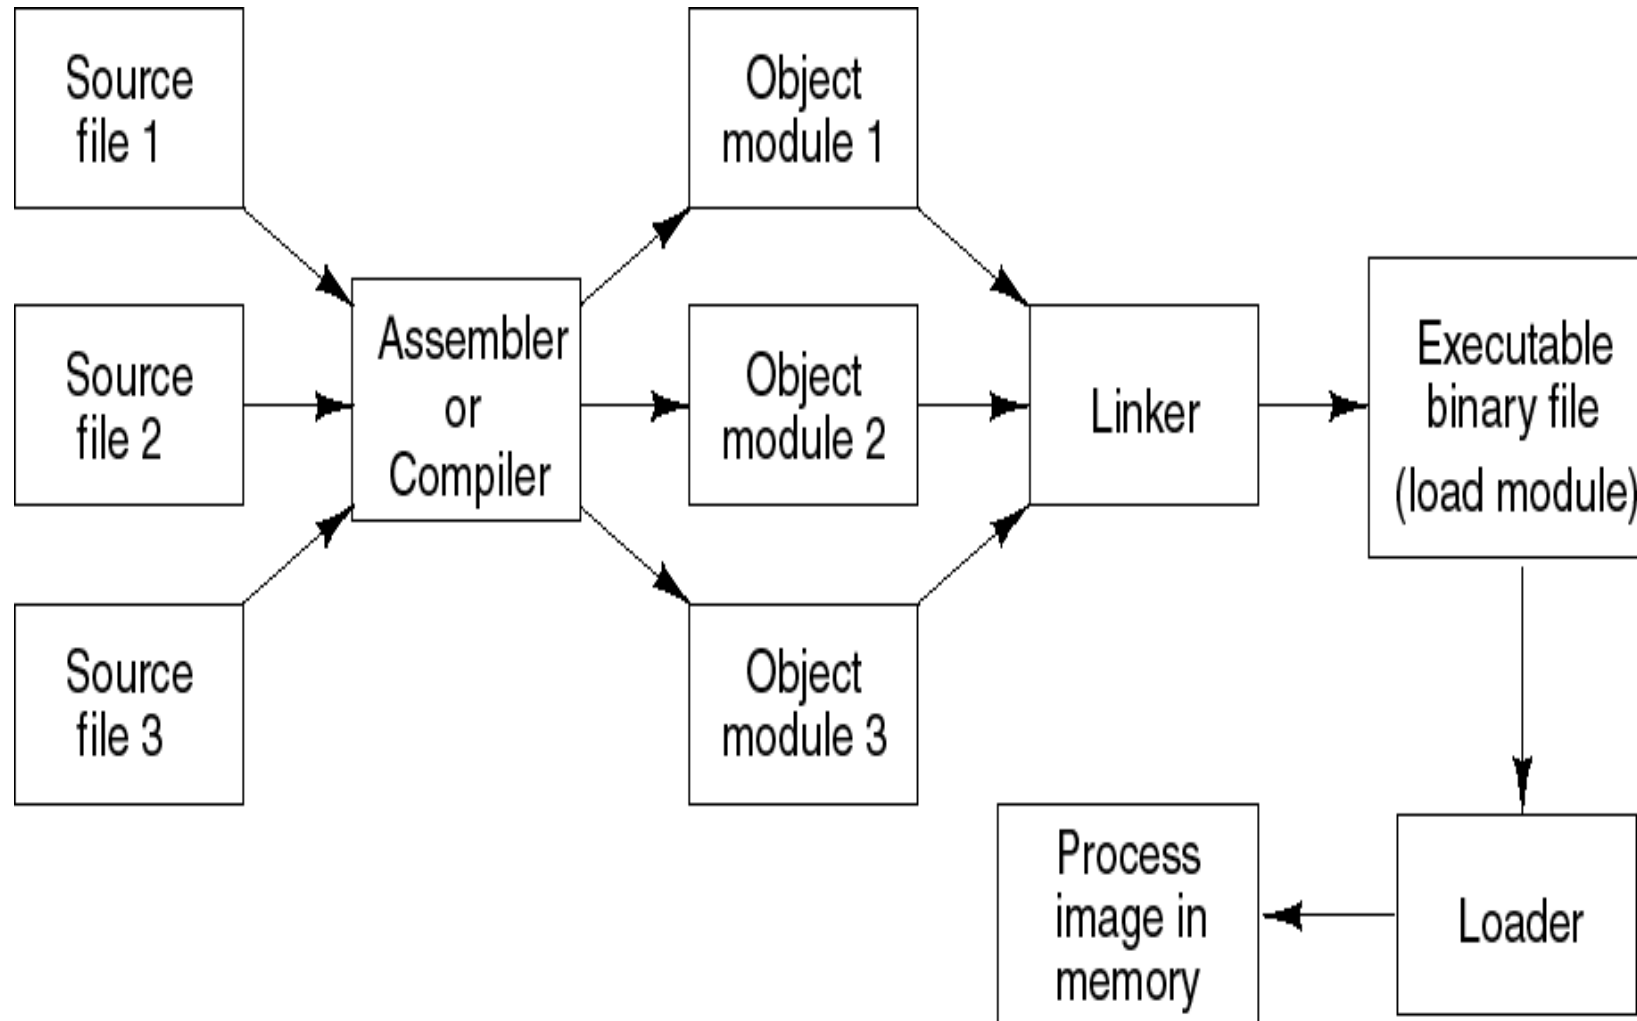 Source
file 1
Object
module 1
Source
file 2
Assembler
or
Compiler
Object
module 2
Linker
Executable
binary file
(load module)
Source
file 3
Object
module 3
Process
image in
memory
Loader